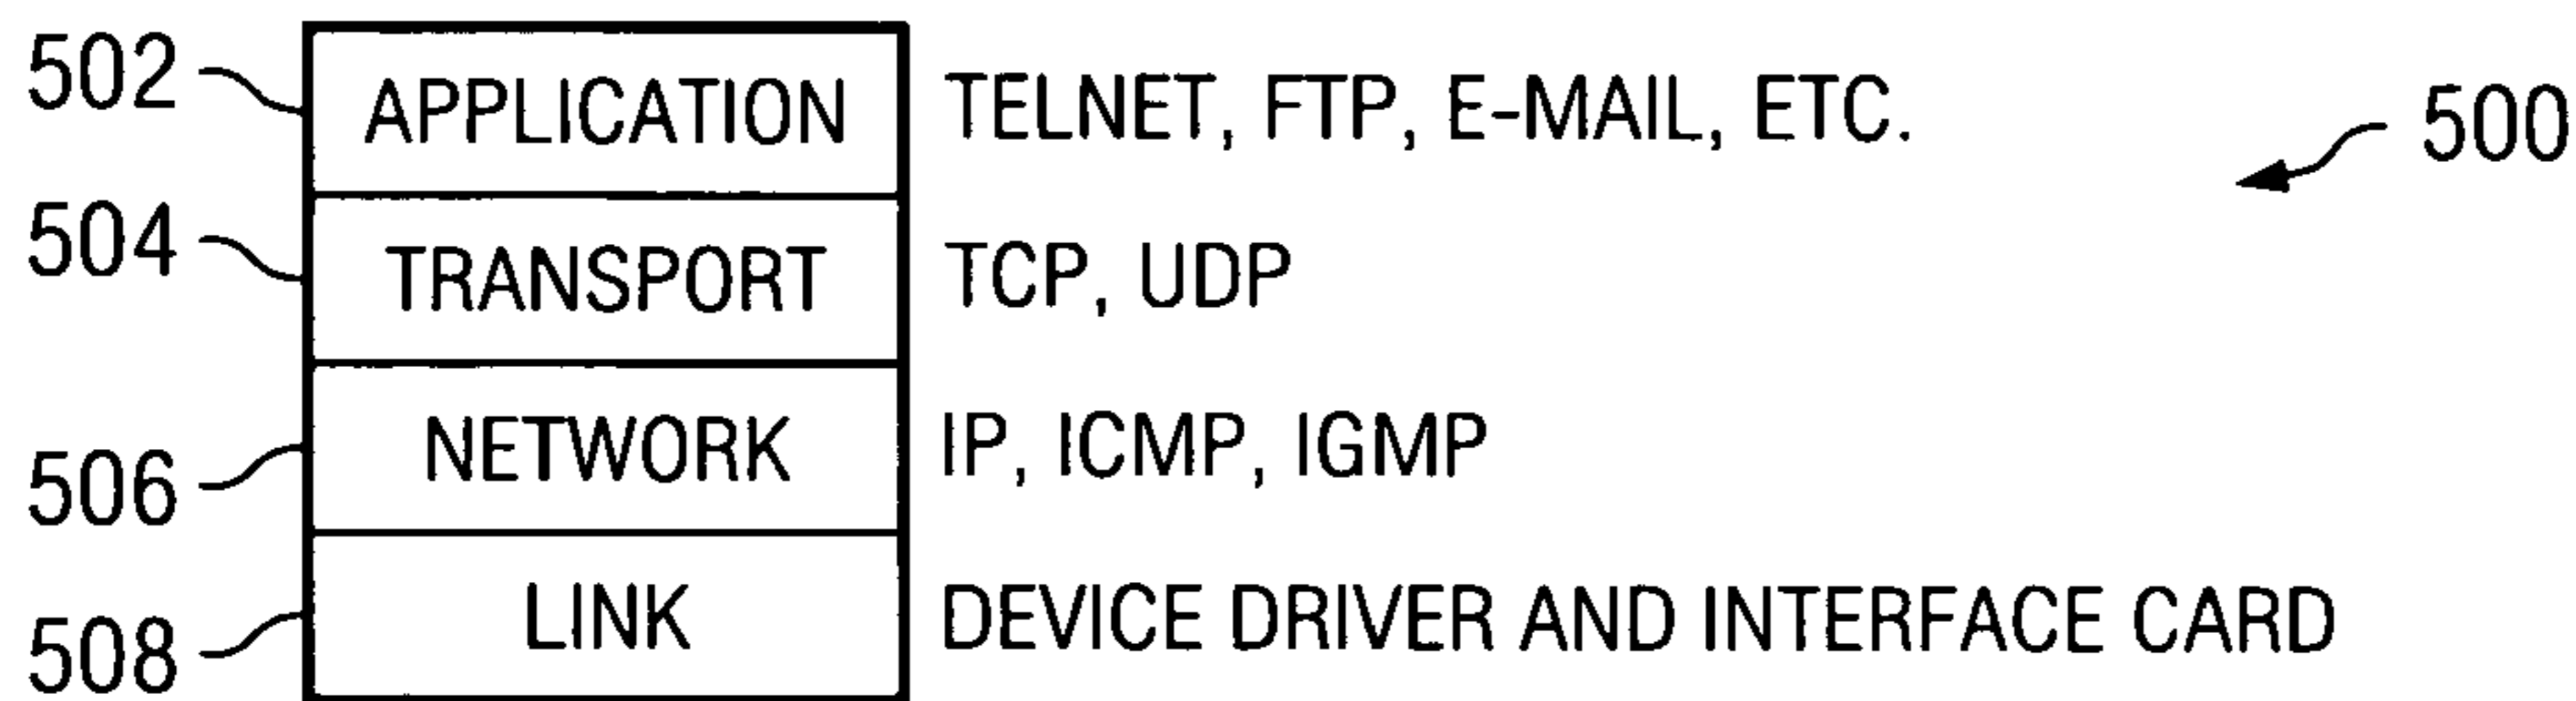 502 APPLICATION TELNET, FTP, E-MAIL, ETC. 500
504 TRANSPORT TCP, UDP
506 NETWORK IP, ICMP, IGMP
508 LINK DEVICE DRIVER AND INTERFACE CARD